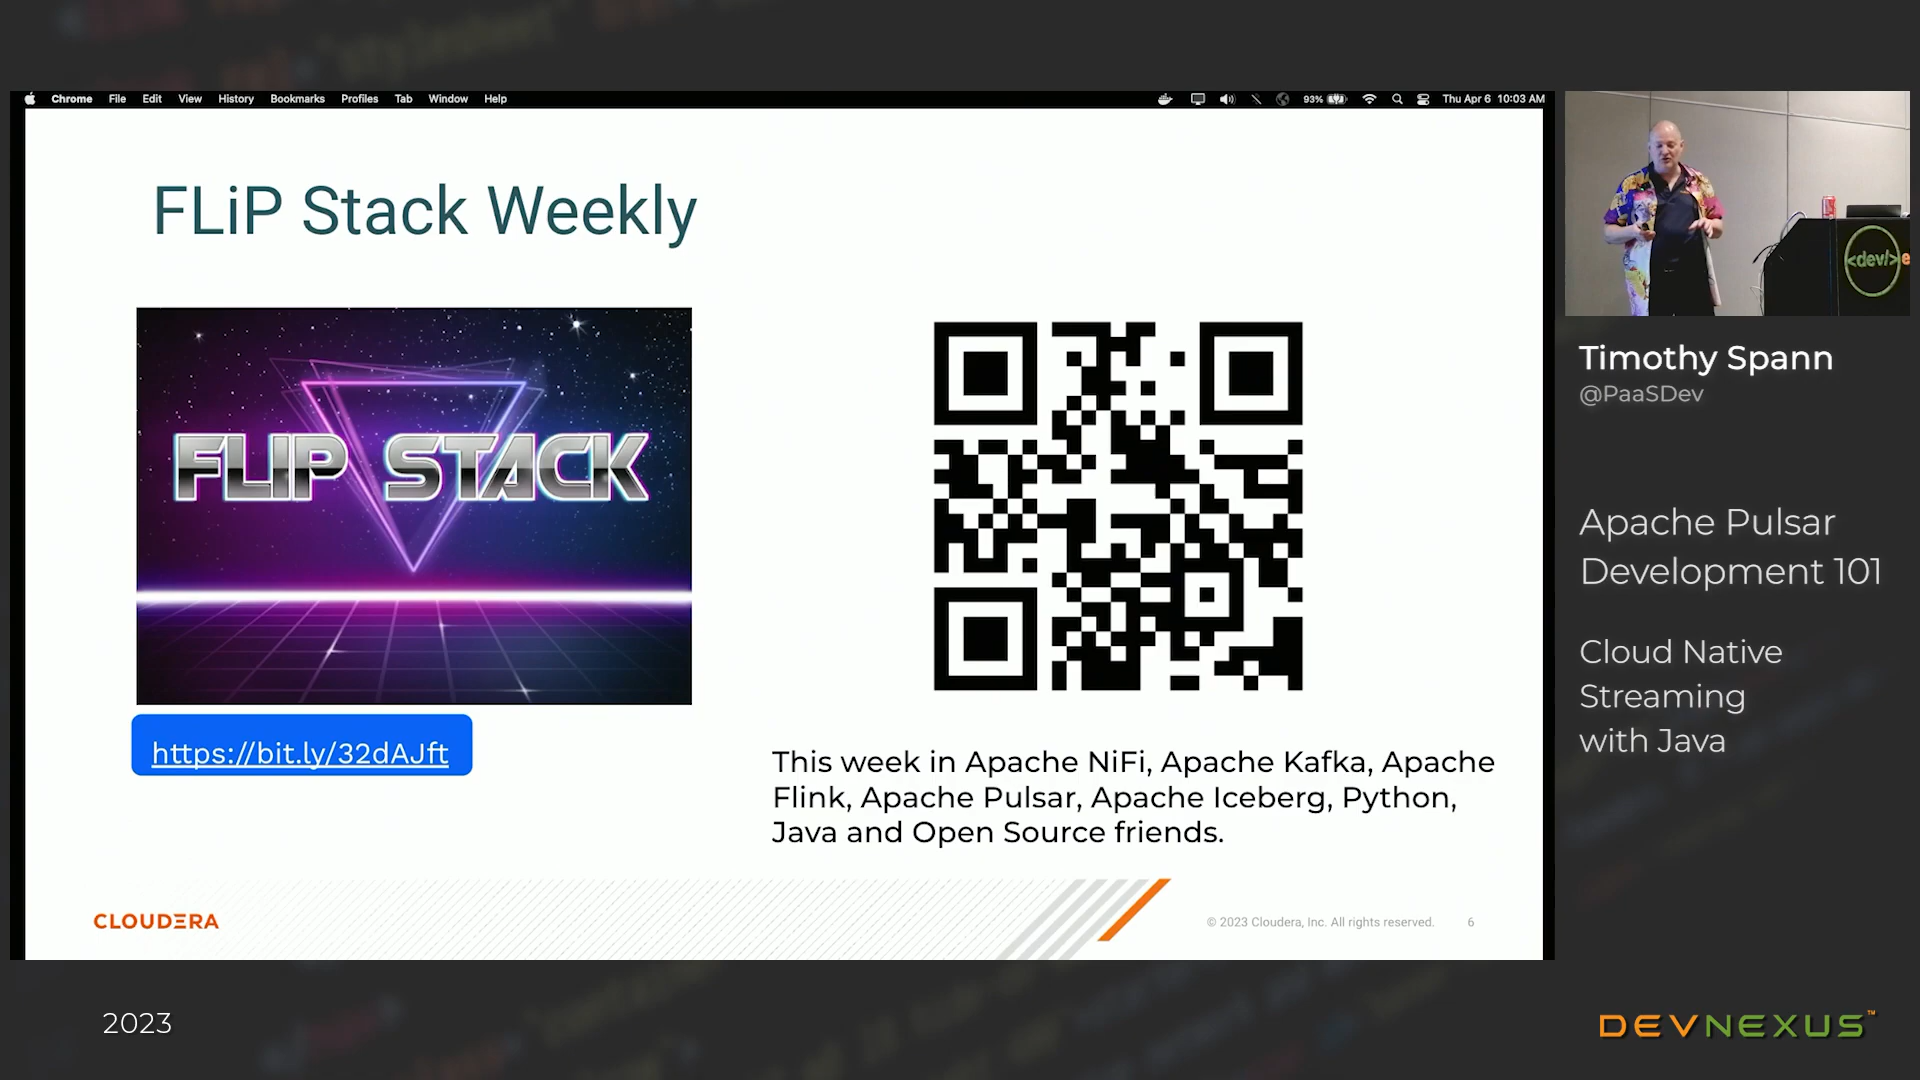 Chrome File Edit View History Bookmarks Profiles Tab Window Help
93%
Thu Apr 6 10:03 AM
FLiP Stack Weekly
FLIP STACK
https://bit.ly/32dAJft
This week in Apache NiFi, Apache Kafka, Apache
Flink, Apache Pulsar, Apache Iceberg, Python,
Java and Open Source friends.
CLOUDERA
© 2023 Cloudera, Inc. All rights reserved.
6
<dev/>
Timothy Spann
@PaaSDev
Apache Pulsar
Development 101
Cloud Native
Streaming
with Java
2023
DEVNEXUS™